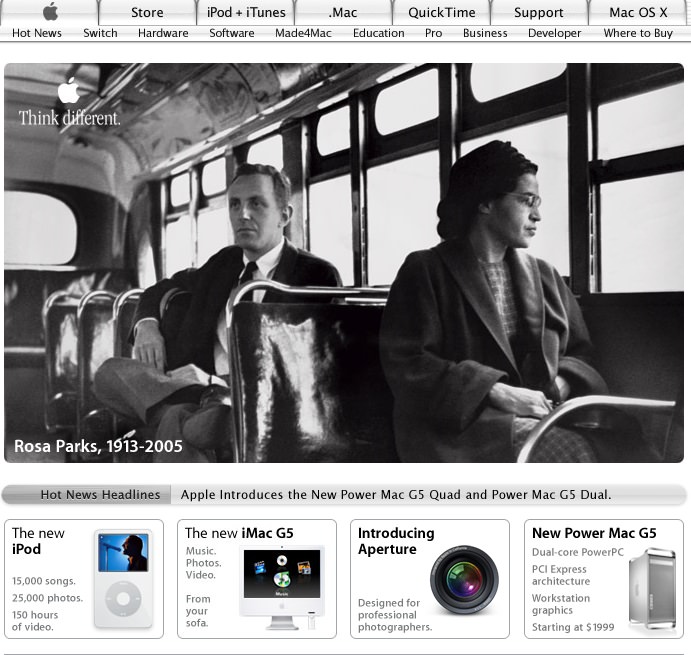 Store
iPod + iTunes
.Mac
QuickTime
Support
Mac OS X
Hot News
Switch
Hardware
Software
Made4Mac
Education
Pro
Business
Developer
Where to Buy
Think different.
Rosa Parks, 1913-2005
Hot News Headlines
Apple Introduces the New Power Mac G5 Quad and Power Mac G5 Dual.
The new
iPod
15,000 songs.
25,000 photos.
150 hours
of video.
The new iMac G5
Music.
Photos.
Video.
From
your
sofa.
Music
Introducing
Aperture
Designed for
professional
photographers.
New Power Mac G5
Dual-core PowerPC
PCI Express
architecture
Workstation
graphics
Starting at $1999